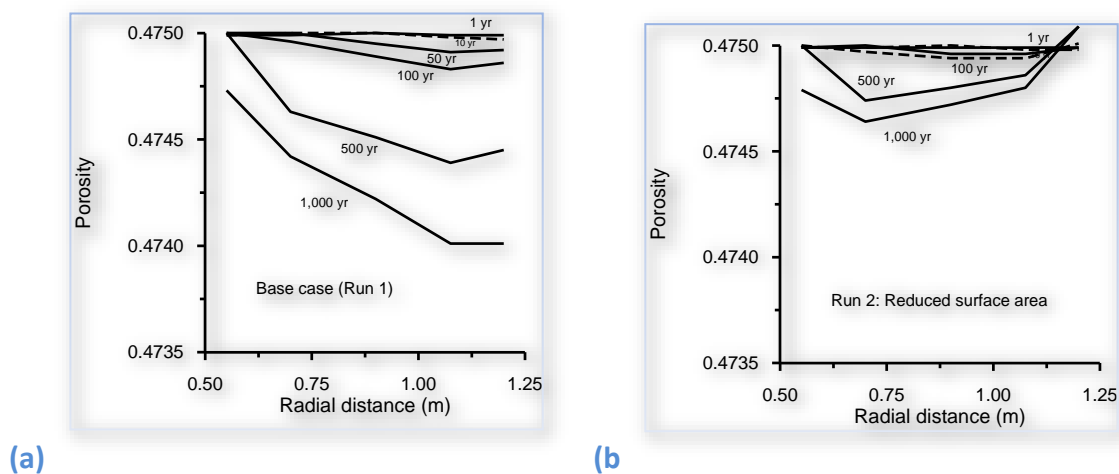 0.4750
0.4745
0.4740
0.4735
Porosity
1 yr
10 yr
50 yr
100 yr
500 yr
1,000 yr
Base case (Run 1)
0.50
0.75
1.00
1.25
Radial distance (m)
(a)
0.4750
0.4745
0.4740
0.4735
Porosity
1 yr
100 yr
500 yr
1,000 yr
Run 2: Reduced surface area
0.50
0.75
1.00
1.25
Radial distance (m)
(b